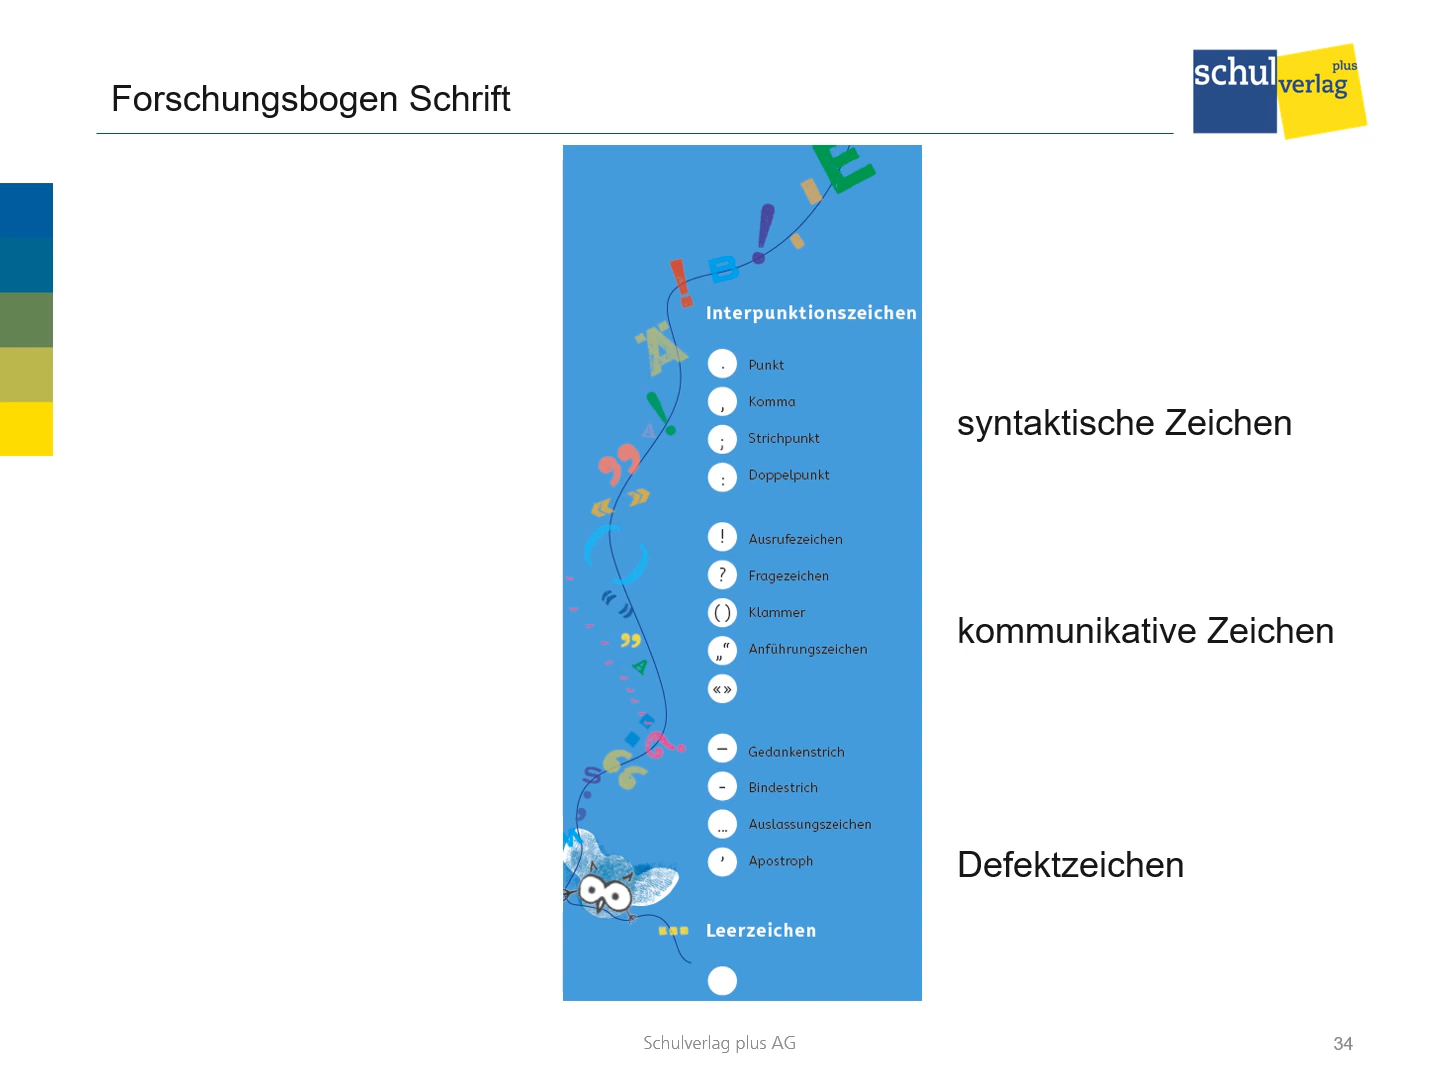 Forschungsbogen Schrift
schul plus
verlag
Interpunktionszeichen
. Punkt
, Komma
; Strichpunkt
: Doppelpunkt
syntaktische Zeichen
! Ausrufezeichen
? Fragezeichen
( ) Klammer
„“ Anführungszeichen
« »
kommunikative Zeichen
– Gedankenstrich
- Bindestrich
… Auslassungszeichen
’ Apostroph
Defektzeichen
Leerzeichen
Schulverlag plus AG
34